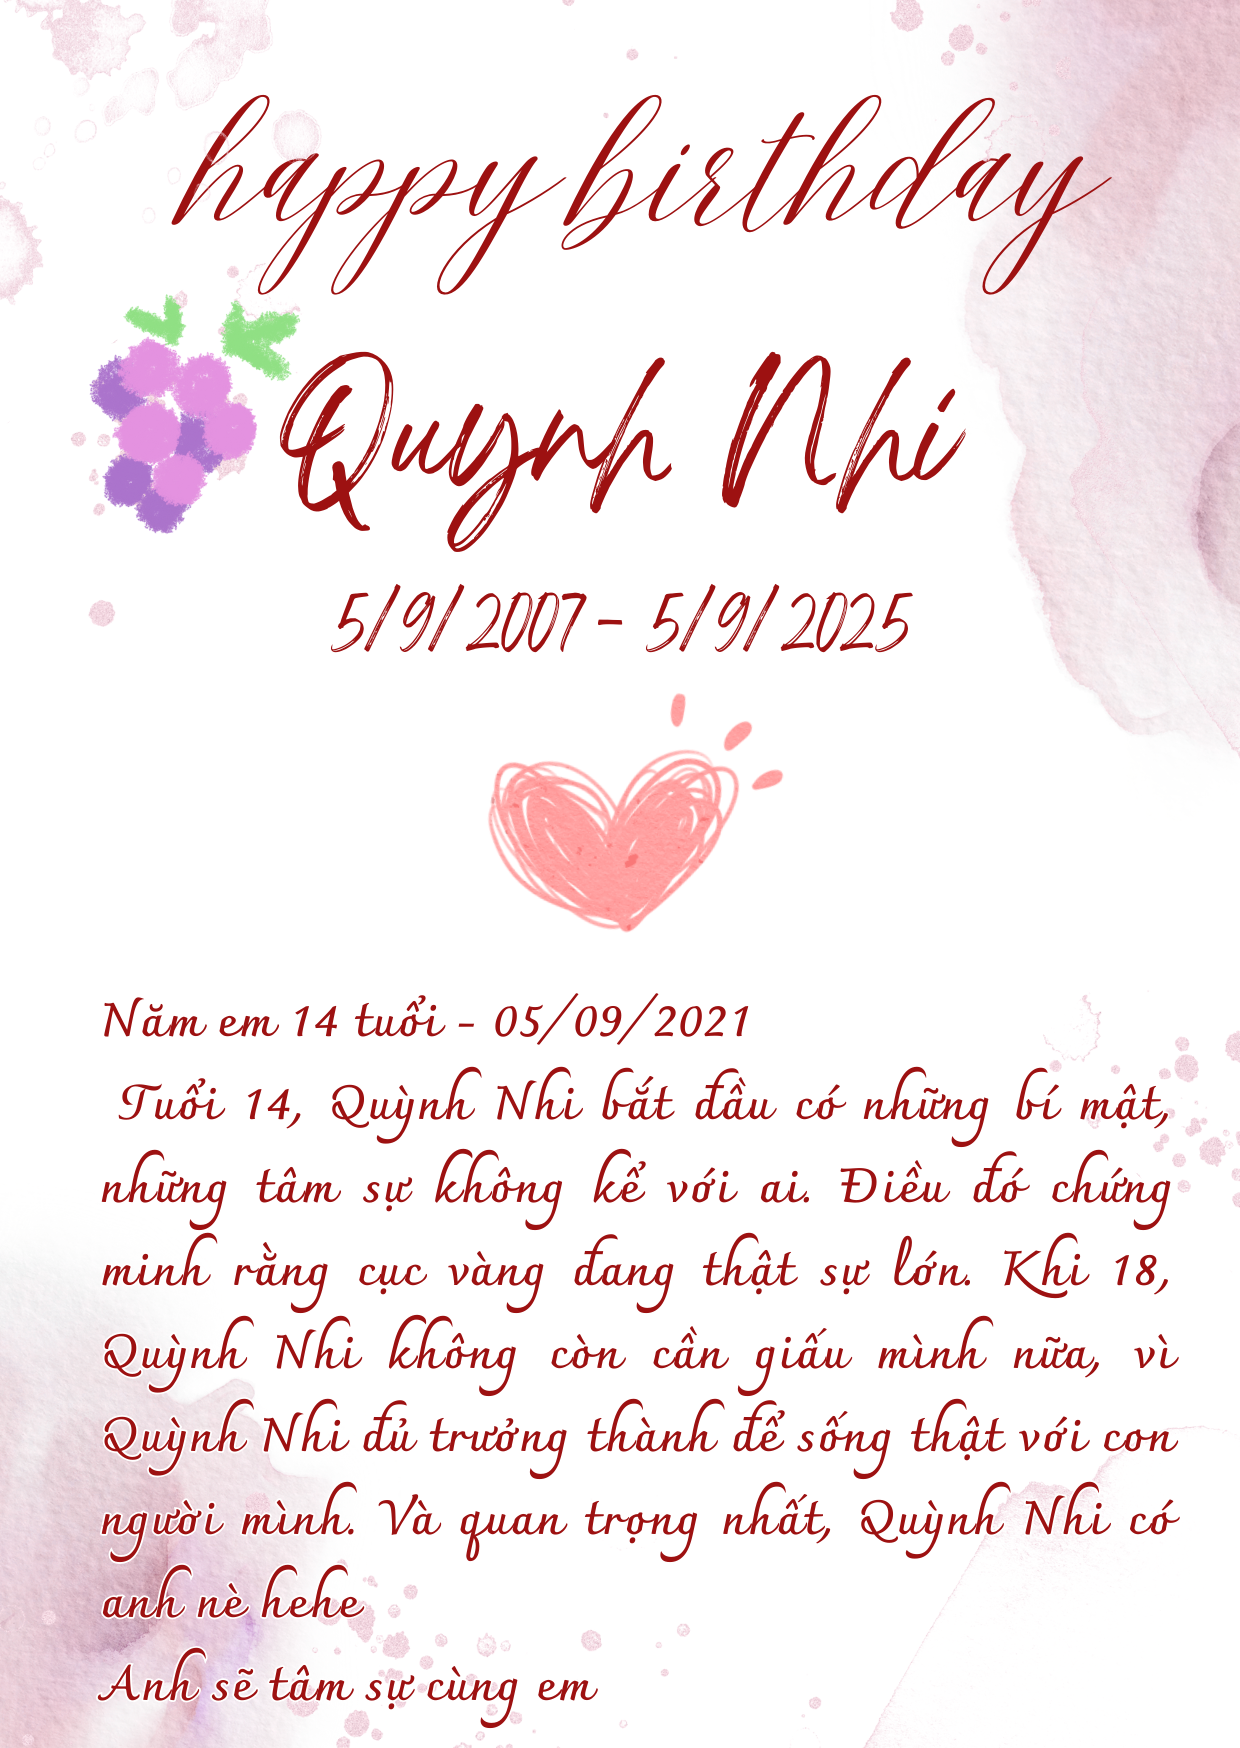 happy birthday
Quynh Nhi
5/9/2007 - 5/9/2025
Năm em 14 tuổi - 05/09/2021
Tuổi 14, Quỳnh Nhi bắt đầu có những bí mật,
những tâm sự không kể với ai. Điều đó chứng
minh rằng cục vàng đang thật sự lớn. Khi 18,
Quỳnh Nhi không còn cần giấu mình nữa, vì
Quỳnh Nhi đủ trưởng thành để sống thật với con
người mình. Và quan trọng nhất, Quỳnh Nhi có
anh nè hehe
Anh sẽ tâm sự cùng em